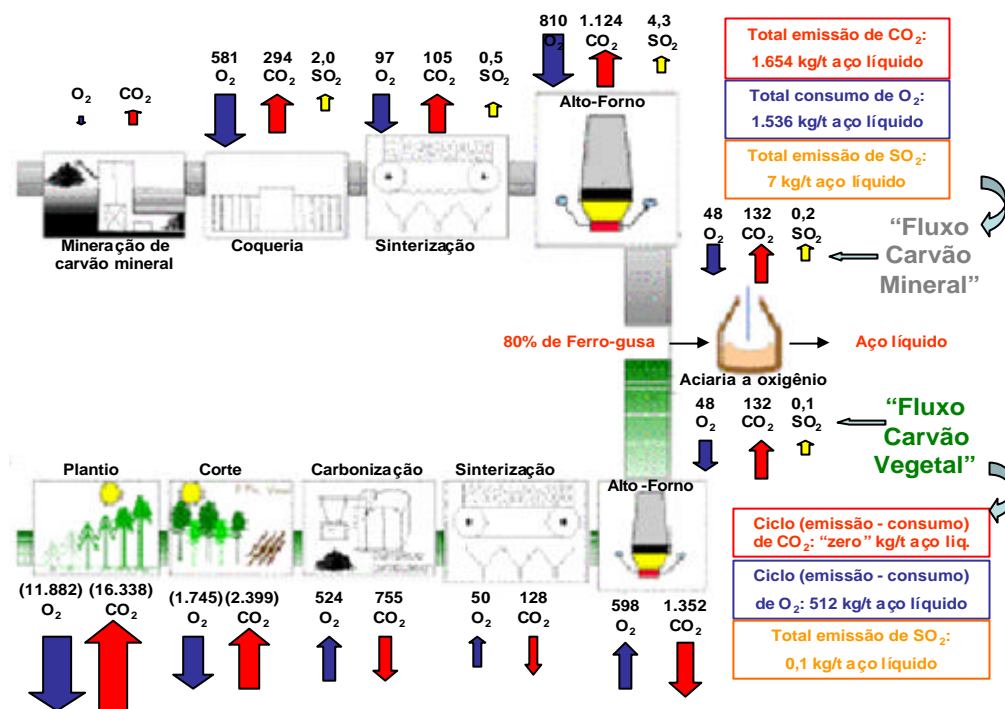 810
O₂
1.124
CO₂
4,3
SO₂
Total emissão de CO₂:
1.654 kg/t aço líquido
Total consumo de O₂:
1.536 kg/t aço líquido
Total emissão de SO₂:
7 kg/t aço líquido
O₂
CO₂
581
O₂
294
CO₂
2,0
SO₂
97
O₂
105
CO₂
0,5
SO₂
Alto-Forno
Mineração de
carvão mineral
Coqueria
Sinterização
48
O₂
132
CO₂
0,2
SO₂
“Fluxo
Carvão
Mineral”
80% de Ferro-gusa
Aço líquido
Aciaria a oxigênio
48
O₂
132
CO₂
0,1
SO₂
“Fluxo
Carvão
Vegetal”
Plantio
Corte
Carbonização
Sinterização
Alto -Forno
(11.882)
O₂
(16.338)
CO₂
(1.745)
O₂
(2.399)
CO₂
524
O₂
755
CO₂
50
O₂
128
CO₂
598
O₂
1.352
CO₂
Ciclo (emissão - consumo)
de CO₂: “zero” kg/t aço liq.
Ciclo (emissão - consumo)
de O₂: 512 kg/t aço líquido
Total emissão de SO₂:
0,1 kg/t aço líquido